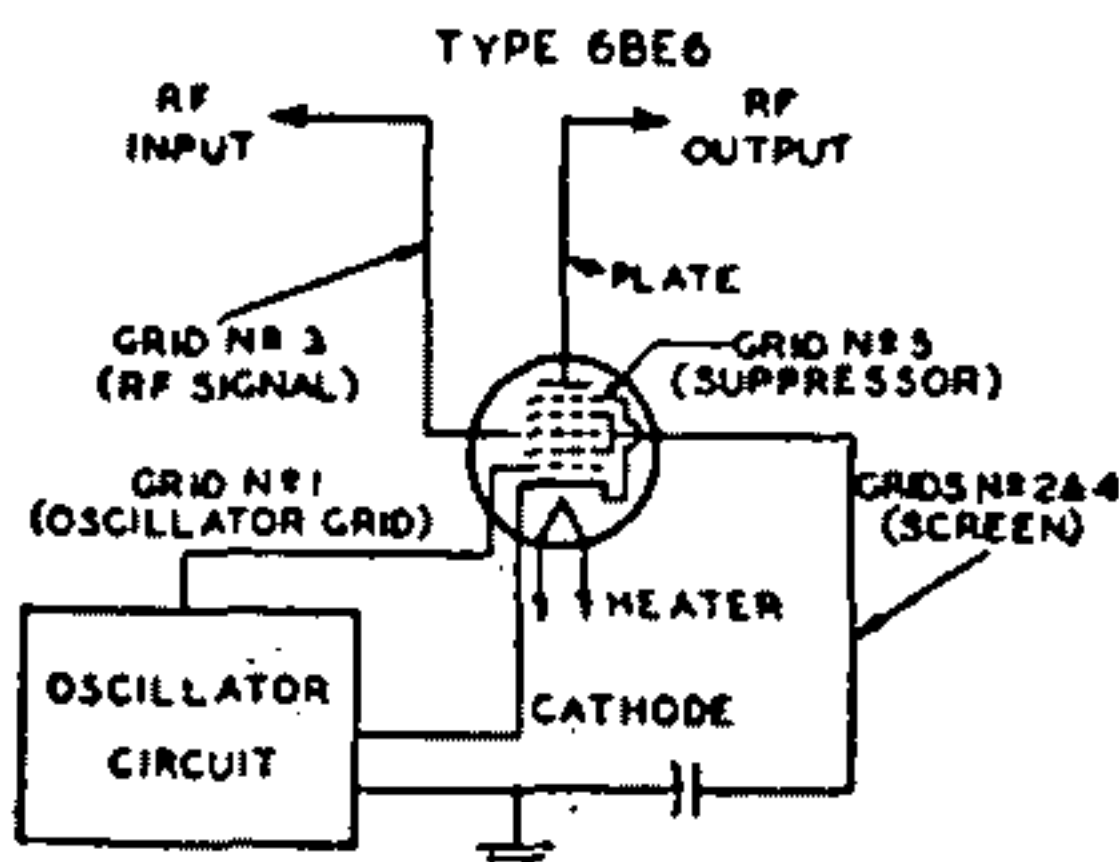 TYPE 6BE6
RF
INPUT
RF
OUTPUT
PLATE
GRID Nº 3
(RF SIGNAL)
GRID Nº 5
(SUPPRESSOR)
GRID Nº 1
(OSCILLATOR GRID)
GRIDS Nº 2 & 4
(SCREEN)
HEATER
OSCILLATOR
CIRCUIT
CATHODE